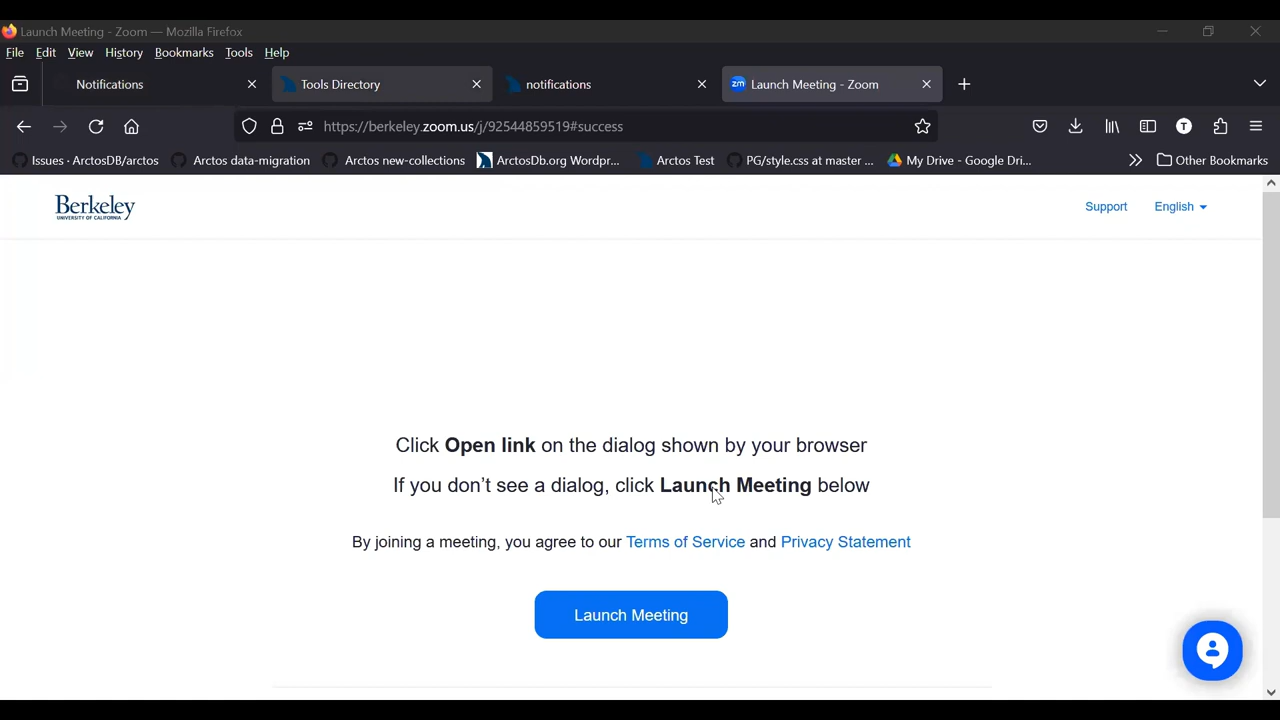 Launch Meeting - Zoom — Mozilla Firefox
File Edit View History Bookmarks Tools Help
Notifications Tools Directory notifications zm Launch Meeting - Zoom
https://berkeley.zoom.us/j/92544859519#success T
Issues · ArctosDB/arctos Arctos data-migration Arctos new-collections ArctosDb.org Wordpr... Arctos Test PG/style.css at master ... My Drive - Google Dri... Other Bookmarks
Berkeley Support English
UNIVERSITY OF CALIFORNIA
Click Open link on the dialog shown by your browser
If you don't see a dialog, click Launch Meeting below
By joining a meeting, you agree to our Terms of Service and Privacy Statement
Launch Meeting